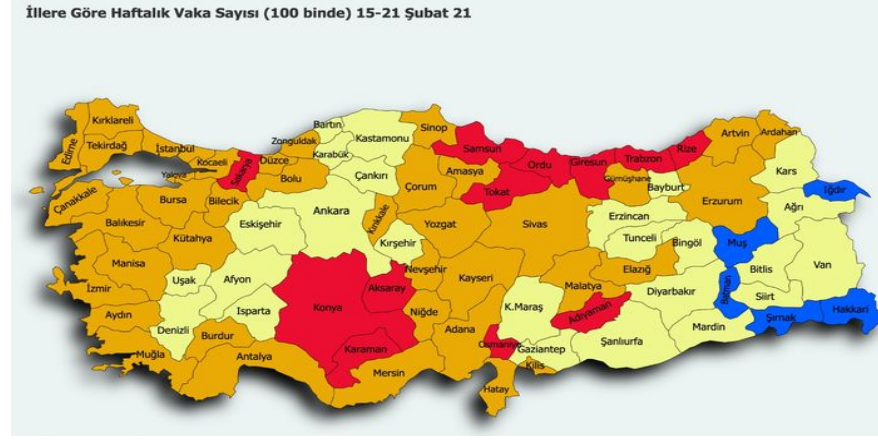 İllere Göre Haftalık Vaka Sayısı (100 binde) 15-21 Şubat 21
Kırklareli
Edirne
Tekirdağ
İstanbul
Kocaeli
Yalova
Sakarya
Düzce
Zonguldak
Bartın
Karabük
Kastamonu
Sinop
Samsun
Ordu
Giresun
Trabzon
Rize
Artvin
Ardahan
Kars
Iğdır
Çanakkale
Balıkesir
Bursa
Bilecik
Bolu
Çankırı
Çorum
Amasya
Tokat
Gümüşhane
Bayburt
Erzurum
Ağrı
Kütahya
Eskişehir
Ankara
Kırıkkale
Yozgat
Sivas
Erzincan
Tunceli
Bingöl
Muş
Manisa
Uşak
Afyon
Kırşehir
Nevşehir
Kayseri
Malatya
Elazığ
Diyarbakır
Batman
Bitlis
Van
Siirt
Şırnak
Hakkari
İzmir
Aydın
Denizli
Isparta
Burdur
Konya
Aksaray
Niğde
Adana
K.Maraş
Adıyaman
Şanlıurfa
Mardin
Muğla
Antalya
Karaman
Mersin
Osmaniye
Gaziantep
Kilis
Hatay